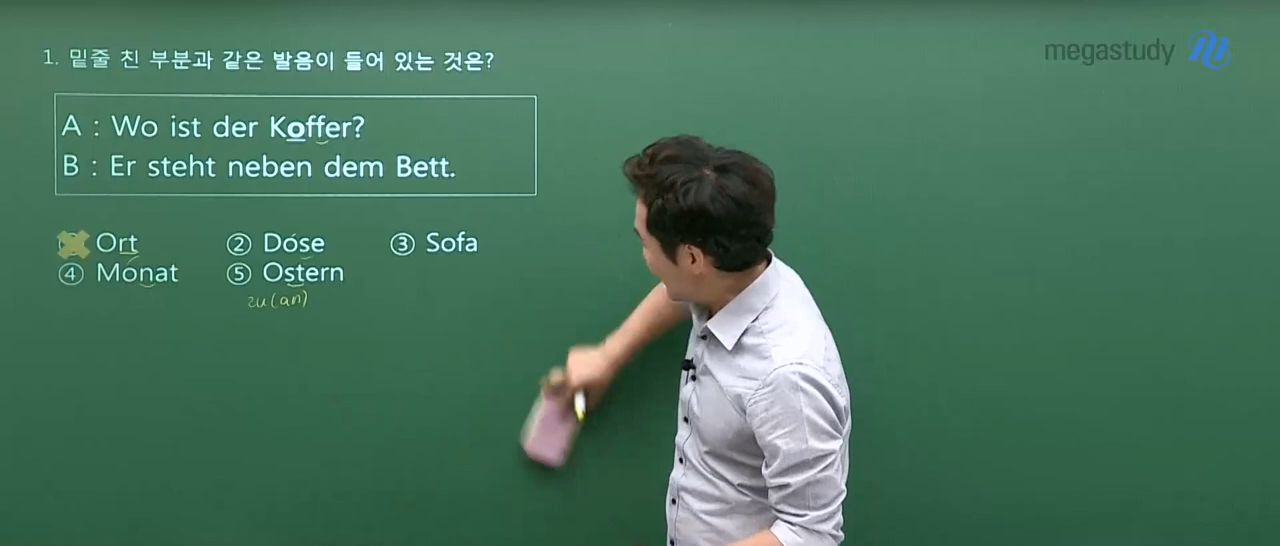 1. 밑줄 친 부분과 같은 발음이 들어 있는 것은?
megastudy
A : Wo ist der Koffer?
B : Er steht neben dem Bett.
Ort ② Dose ③ Sofa
④ Monat ⑤ Ostern
zu(an)